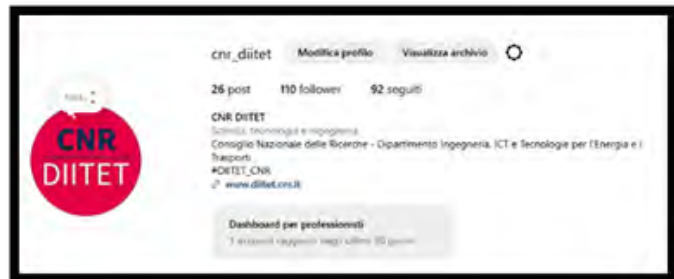 cnr_diitet Modifica profilo Visualizza archivio
26 post 110 follower 92 seguiti
CNR DIITET
CNR
DIITET
Scienza, tecnologia e ingegneria
Consiglio Nazionale delle Ricerche - Dipartimento Ingegneria, ICT e Tecnologie per l'Energia e i
Trasporti
#DIITET_CNR
www.diitet.cnr.it
Dashboard per professionisti